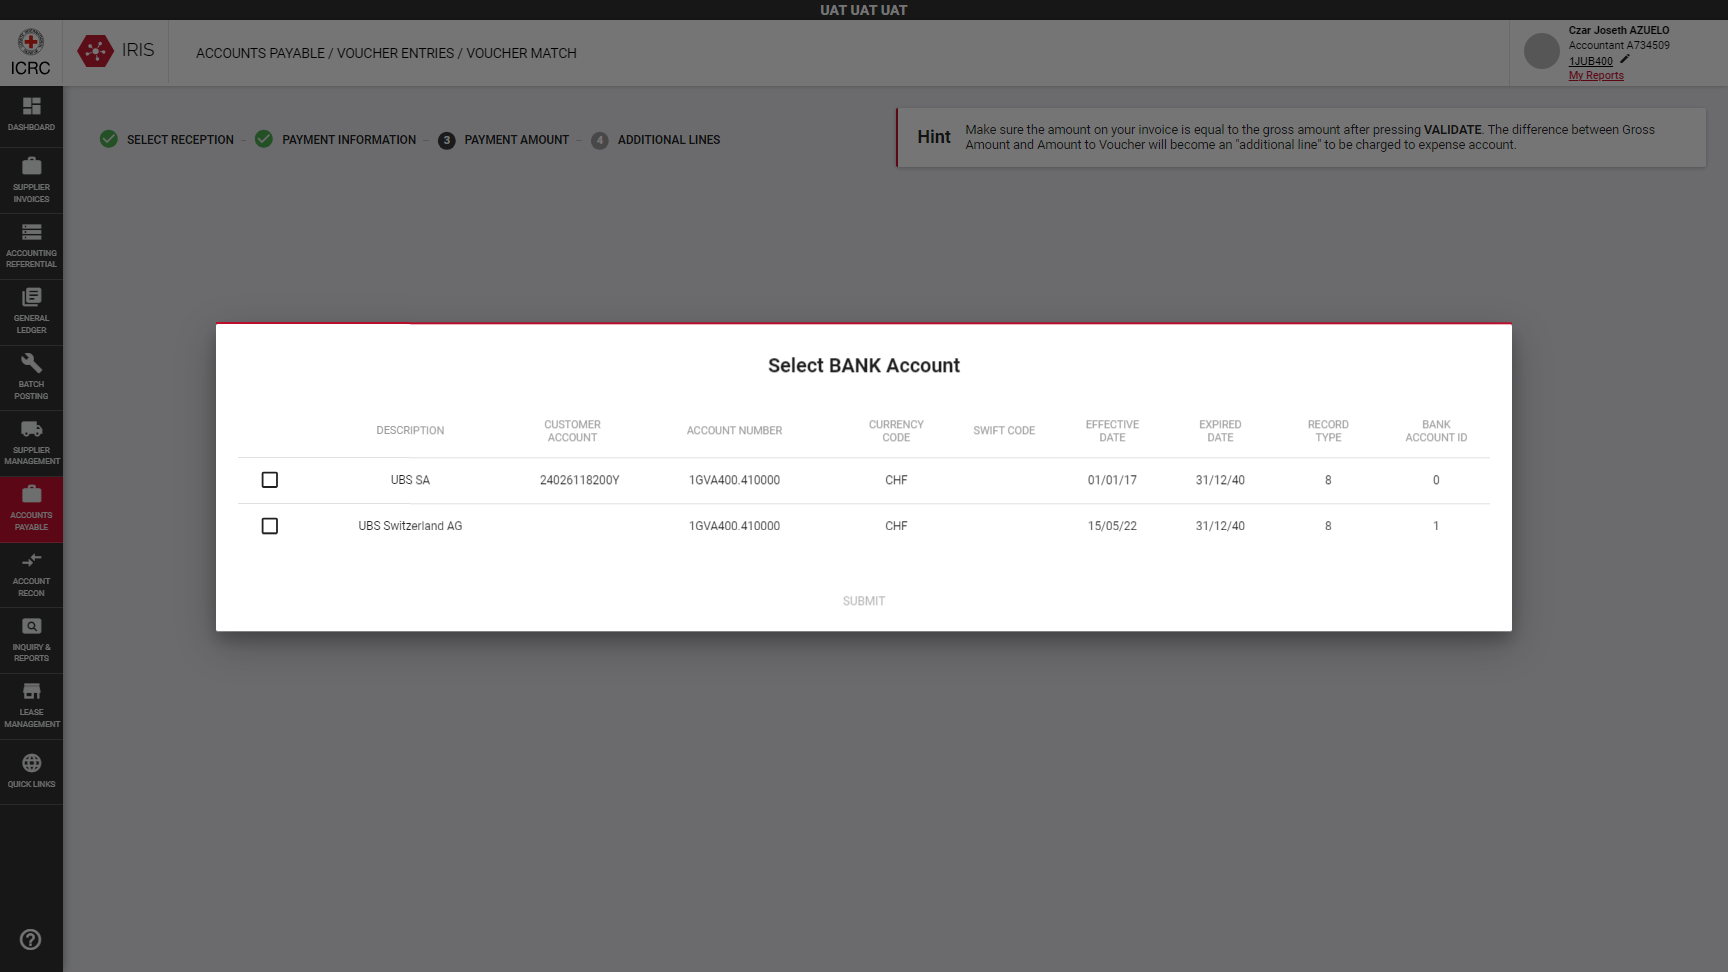 UAT UAT UAT
ICRC
IRIS
ACCOUNTS PAYABLE / VOUCHER ENTRIES / VOUCHER MATCH
Czar Joseth AZUELO
Accountant A734509
1JUB400
My Reports
DASHBOARD
SUPPLIER
INVOICES
ACCOUNTING
REFERENTIAL
GENERAL
LEDGER
BATCH
POSTING
SUPPLIER
MANAGEMENT
ACCOUNTS
PAYABLE
ACCOUNT
RECON
INQUIRY &
REPORTS
LEASE
MANAGEMENT
QUICK LINKS
SELECT RECEPTION – PAYMENT INFORMATION – 3 PAYMENT AMOUNT – 4 ADDITIONAL LINES
Hint
Make sure the amount on your invoice is equal to the gross amount after pressing VALIDATE. The difference between Gross
Amount and Amount to Voucher will become an "additional line" to be charged to expense account.
Select BANK Account
DESCRIPTION
CUSTOMER
ACCOUNT
ACCOUNT NUMBER
CURRENCY
CODE
SWIFT CODE
EFFECTIVE
DATE
EXPIRED
DATE
RECORD
TYPE
BANK
ACCOUNT ID
UBS SA 24026118200Y 1GVA400.410000 CHF 01/01/17 31/12/40 8 0
UBS Switzerland AG 1GVA400.410000 CHF 15/05/22 31/12/40 8 1
SUBMIT